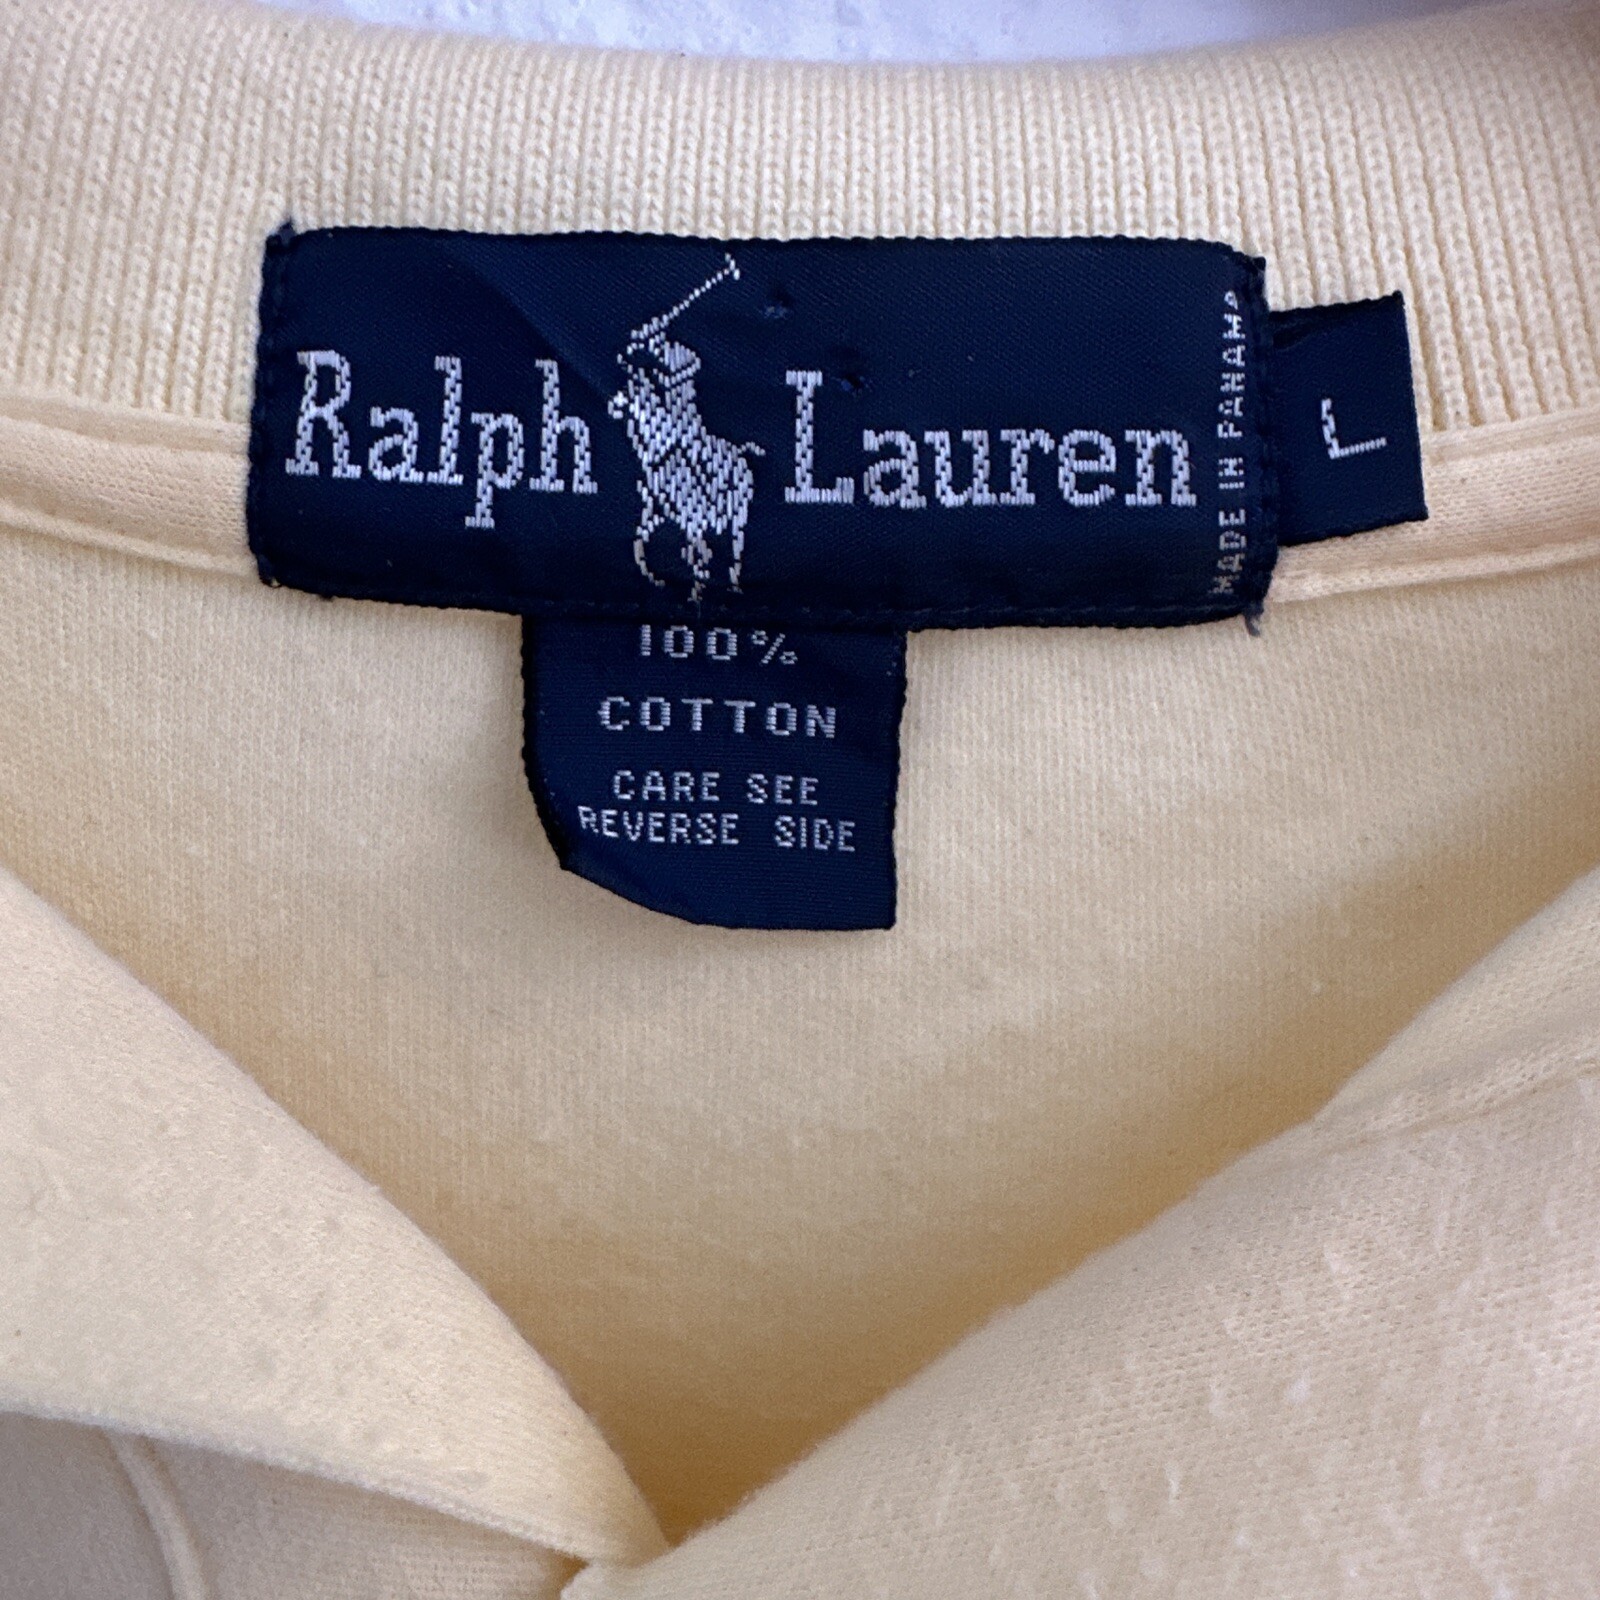 Ralph Lauren
MADE IN PANAMA
L
100%
COTTON
CARE SEE
REVERSE SIDE